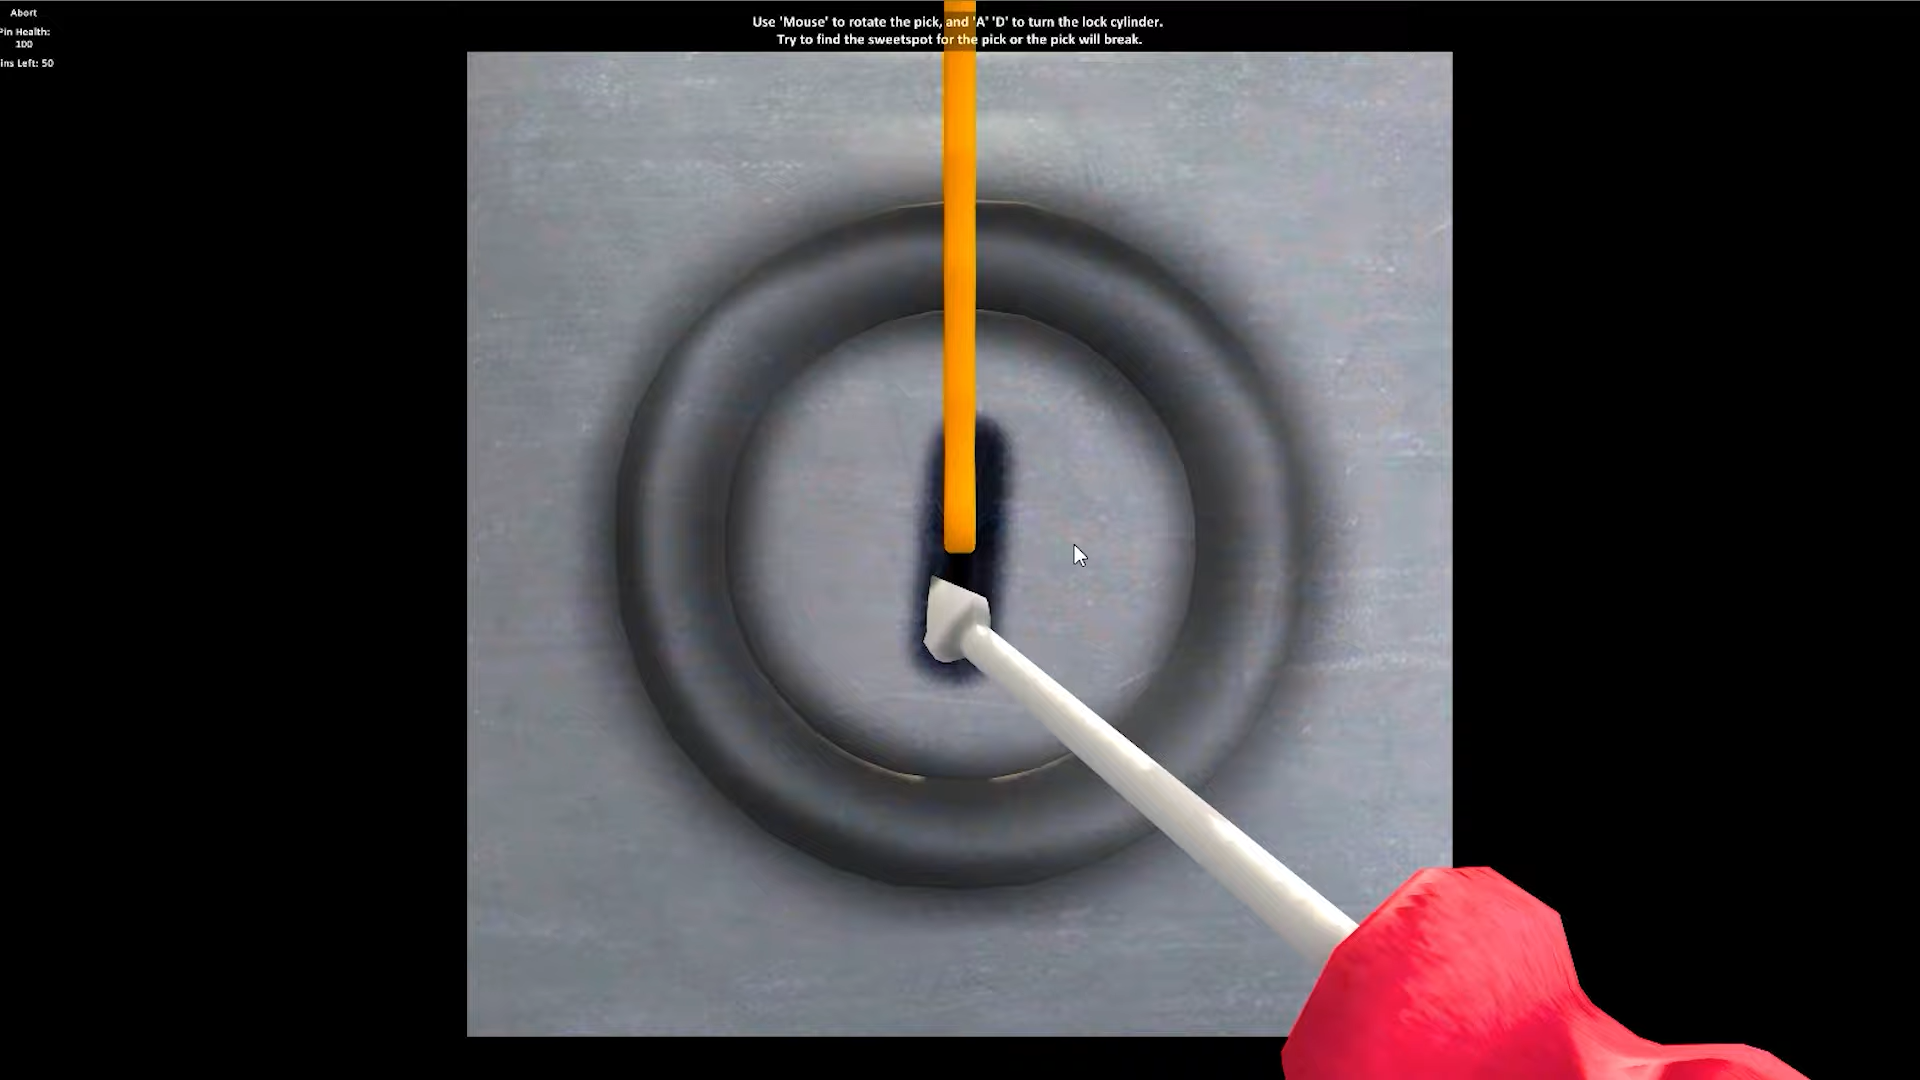 Abort
Pin Health:
100
ins Left: 50
Use 'Mouse' to rotate the pick, and 'A' 'D' to turn the lock cylinder.
Try to find the sweetspot for the pick or the pick will break.